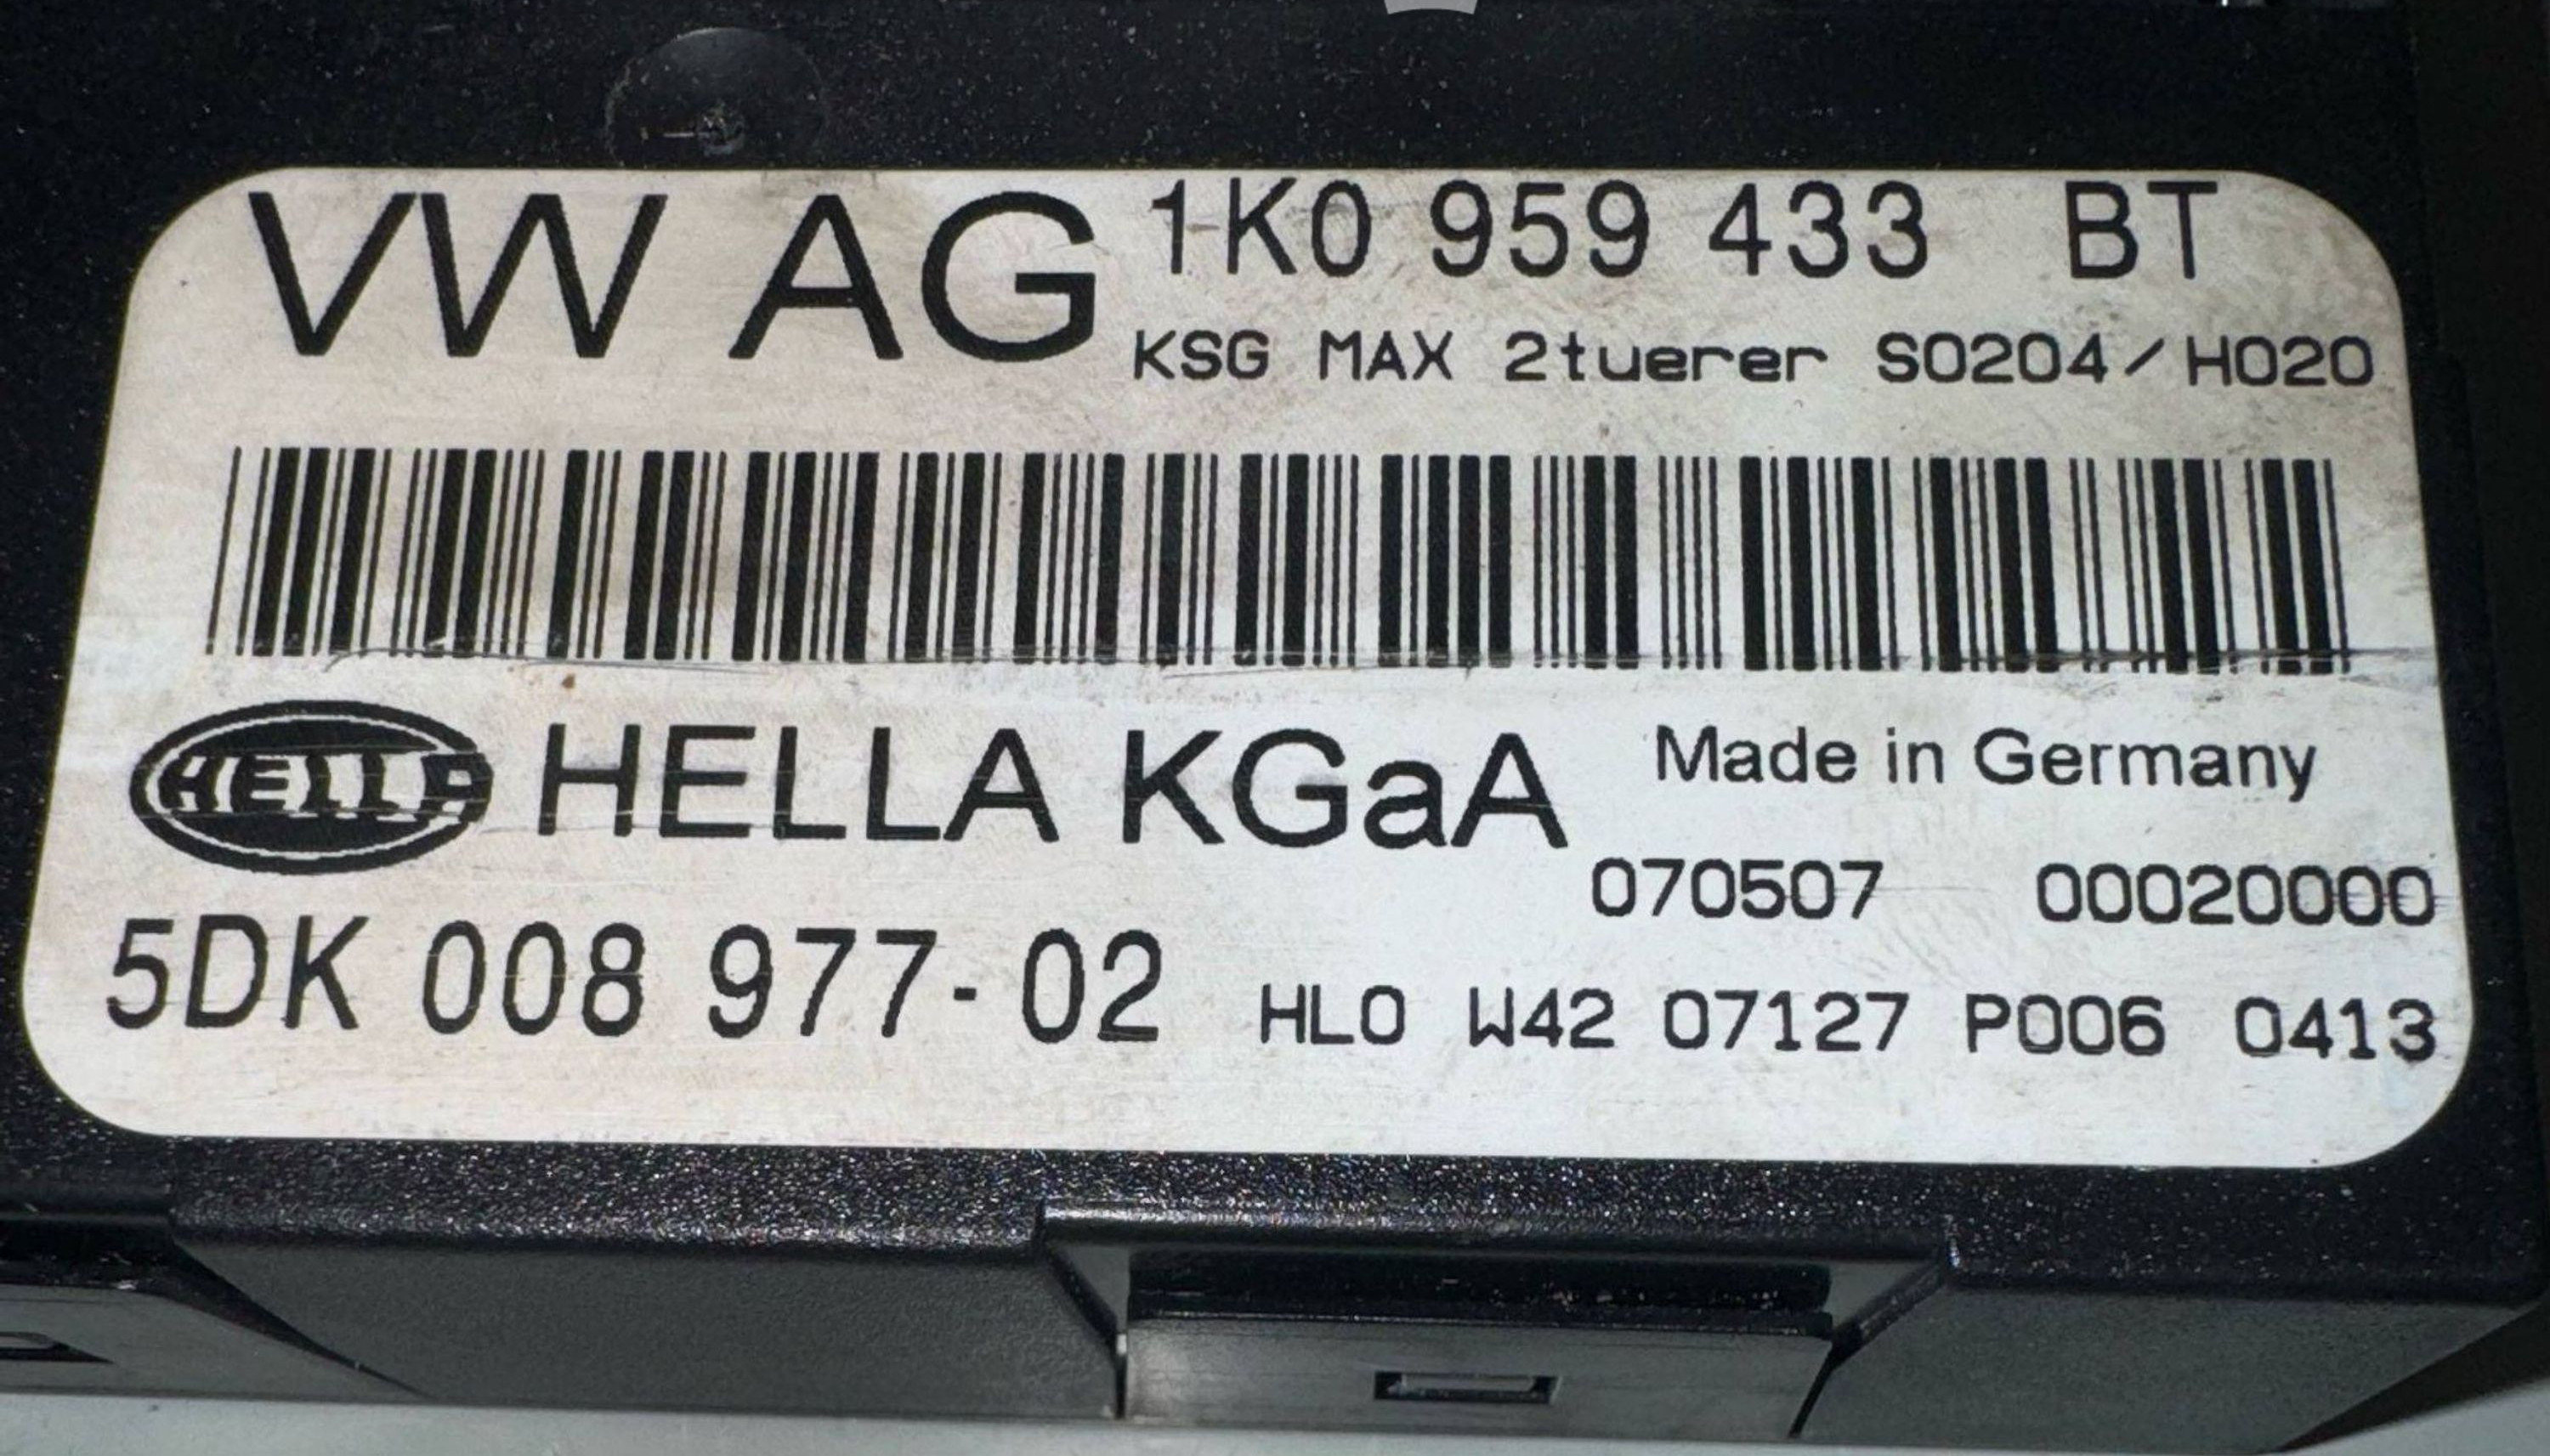 VW AG 1K0 959 433 BT
KSG MAX 2tuerer S0204/H020
HELLA HELLA KGaA Made in Germany
070507 00020000
5DK 008 977-02 HL0 W42 07127 P006 0413